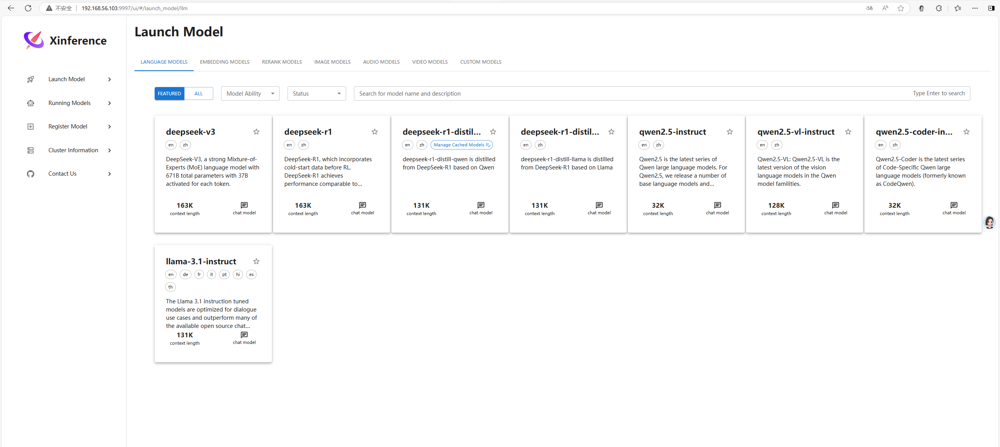 不安全
192.168.56.103:9997/ui/#/launch_model/llm
Xinference
Launch Model
Running Models
Register Model
Cluster Information
Contact Us
Launch Model
LANGUAGE MODELS
EMBEDDING MODELS
RERANK MODELS
IMAGE MODELS
AUDIO MODELS
VIDEO MODELS
CUSTOM MODELS
FEATURED
ALL
Model Ability
Status
Search for model name and description
Type Enter to search
deepseek-v3
en
zh
DeepSeek-V3, a strong Mixture-of-
Experts (MoE) language model with
671B total parameters with 37B
activated for each token.
163K
context length
chat model
deepseek-r1
en
zh
DeepSeek-R1, which incorporates
cold-start data before RL.
DeepSeek-R1 achieves
performance comparable to...
163K
context length
chat model
deepseek-r1-distil...
en
zh
Manage Cached Models
deepseek-r1-distill-qwen is distilled
from DeepSeek-R1 based on Qwen
131K
context length
chat model
deepseek-r1-distil...
en
zh
deepseek-r1-distill-llama is distilled
from DeepSeek-R1 based on Llama
131K
context length
chat model
qwen2.5-instruct
en
zh
Qwen2.5 is the latest series of
Qwen large language models. For
Qwen2.5, we release a number of
base language models and...
32K
context length
chat model
qwen2.5-vl-instruct
en
zh
Qwen2.5-VL: Qwen2.5-VL is the
latest version of the vision
language models in the Qwen
model familities.
128K
context length
chat model
qwen2.5-coder-in...
en
zh
Qwen2.5-Coder is the latest series
of Code-Specific Qwen large
language models (formerly known
as CodeQwen).
32K
context length
chat model
llama-3.1-instruct
en
de
fr
it
pt
hi
es
th
The Llama 3.1 instruction tuned
models are optimized for dialogue
use cases and outperform many of
the available open source chat...
131K
context length
chat model